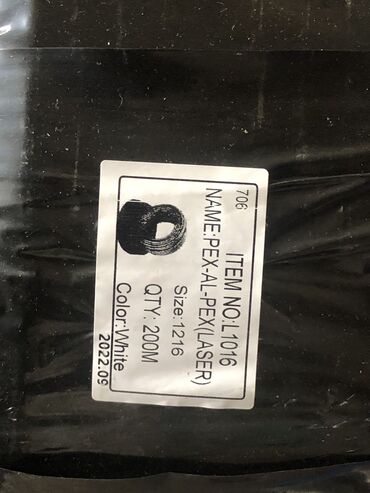 706
ITEM NO:L1016
NAME:PEX-AL-PEX(LASER)
Size:1216
QTY: 200M
Color:White
2022.09